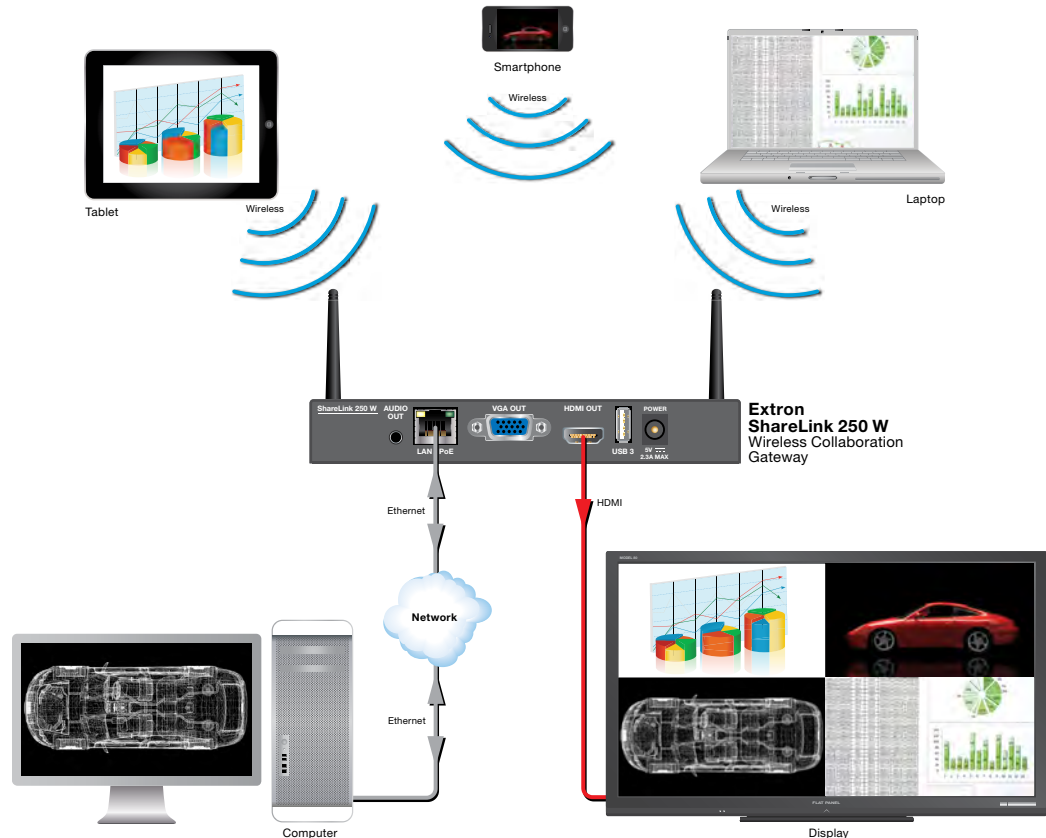 Smartphone
Wireless
Tablet
Wireless
Wireless
Laptop
ShareLink 250 W
AUDIO
OUT
LAN
PoE
VGA OUT
HDMI OUT
USB 3
POWER
5V
2.3A MAX
Extron
ShareLink 250 W
Wireless Collaboration
Gateway
Ethernet
HDMI
Network
Ethernet
Computer
FLAT PANEL
Display